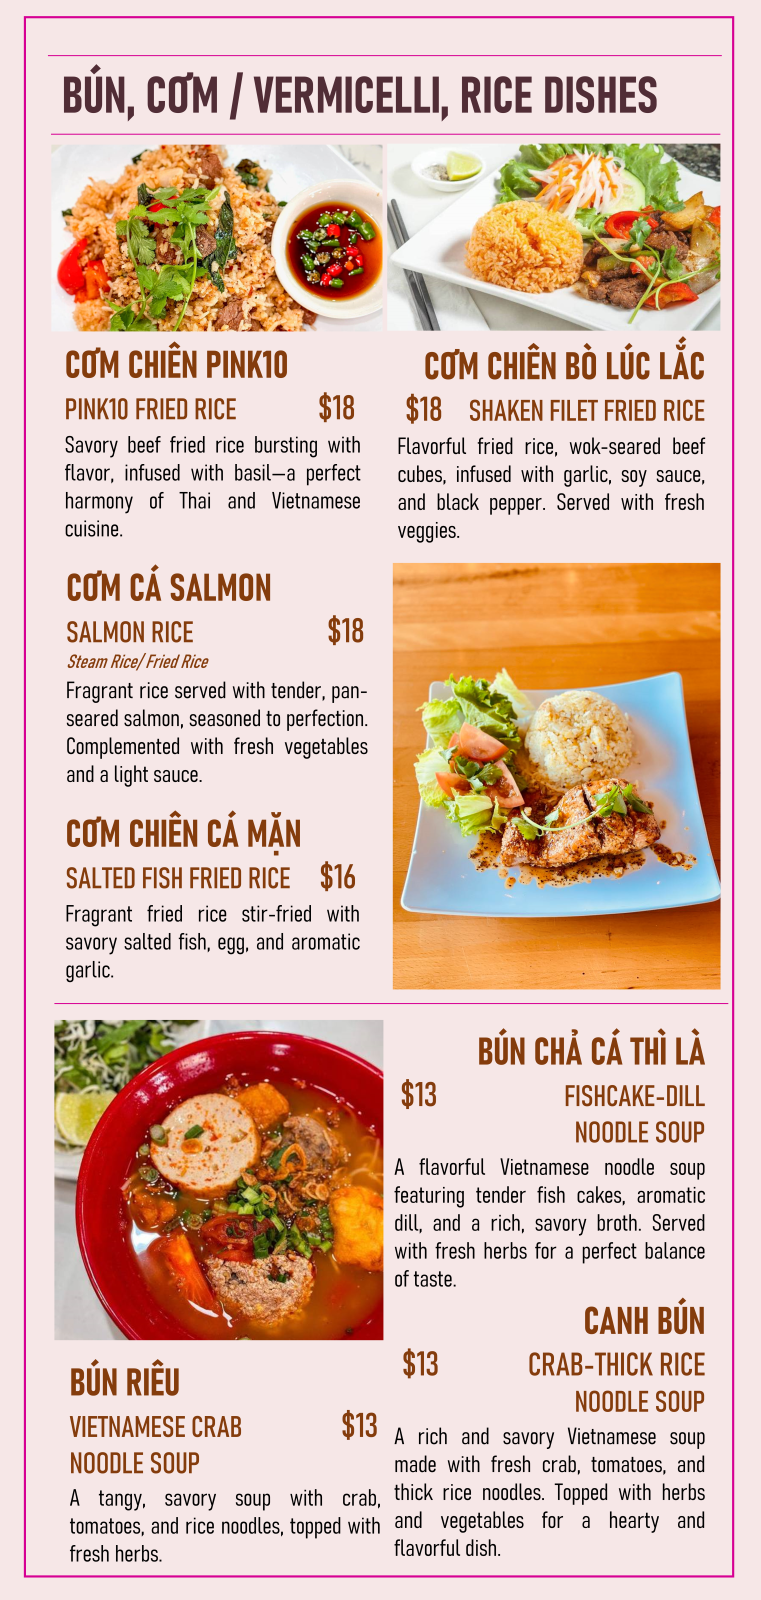 BÚN, CƠM / VERMICELLI, RICE DISHES
CƠM CHIÊN PINK10
PINK10 FRIED RICE $18
Savory beef fried rice bursting with
flavor, infused with basil—a perfect
harmony of Thai and Vietnamese
cuisine.
CƠM CHIÊN BÒ LÚC LẮC
$18 SHAKEN FILET FRIED RICE
Flavorful fried rice, wok-seared beef
cubes, infused with garlic, soy sauce,
and black pepper. Served with fresh
veggies.
CƠM CÁ SALMON
SALMON RICE $18
Steam Rice/ Fried Rice
Fragrant rice served with tender, pan-
seared salmon, seasoned to perfection.
Complemented with fresh vegetables
and a light sauce.
CƠM CHIÊN CÁ MẶN
SALTED FISH FRIED RICE $16
Fragrant fried rice stir-fried with
savory salted fish, egg, and aromatic
garlic.
BÚN CHẢ CÁ THÌ LÀ
$13 FISHCAKE-DILL
NOODLE SOUP
A flavorful Vietnamese noodle soup
featuring tender fish cakes, aromatic
dill, and a rich, savory broth. Served
with fresh herbs for a perfect balance
of taste.
CANH BÚN
$13 CRAB-THICK RICE
NOODLE SOUP
A rich and savory Vietnamese soup
made with fresh crab, tomatoes, and
thick rice noodles. Topped with herbs
and vegetables for a hearty and
flavorful dish.
BÚN RIÊU
VIETNAMESE CRAB $13
NOODLE SOUP
A tangy, savory soup with crab,
tomatoes, and rice noodles, topped with
fresh herbs.